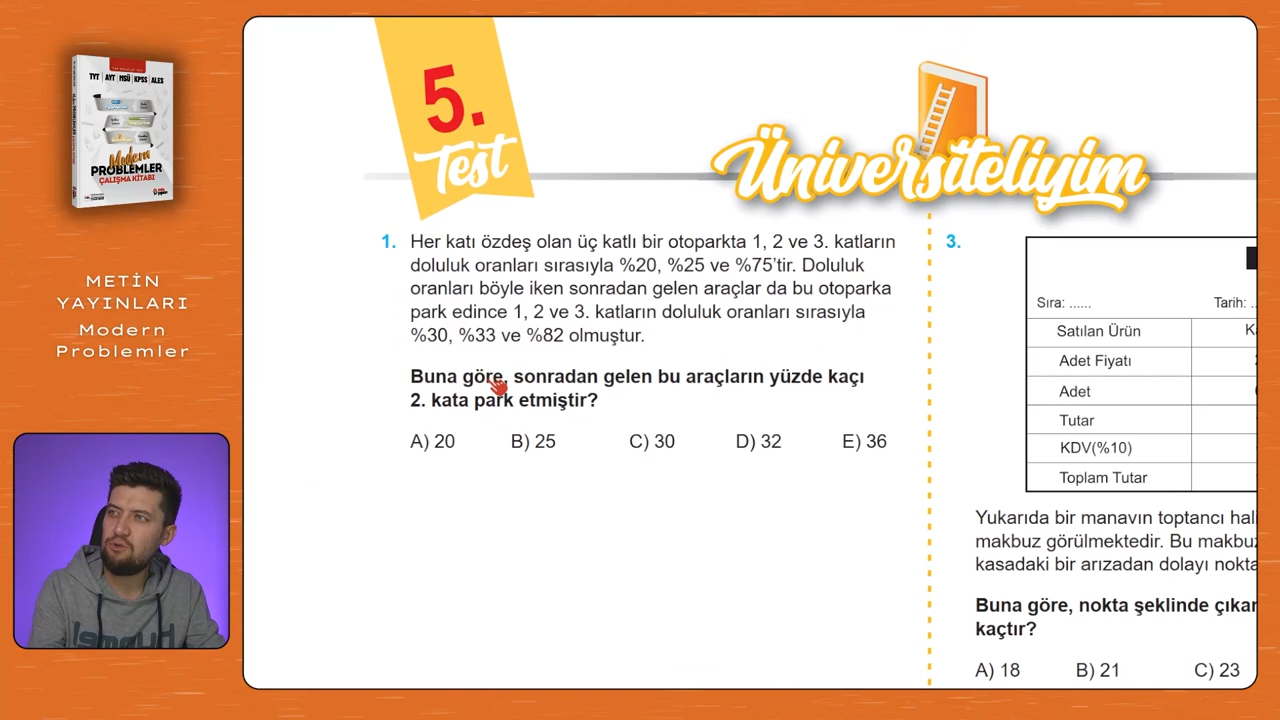 TYT | AYT | MSÜ | KPSS | ALES
Modern
PROBLEMLER
ÇALIŞMA KİTABI
METİN
YAYINLARI
Modern
Problemler
5.
Test
Üniversiteliyim
1. Her katı özdeş olan üç katlı bir otoparkta 1, 2 ve 3. katların
doluluk oranları sırasıyla %20, %25 ve %75'tir. Doluluk
oranları böyle iken sonradan gelen araçlar da bu otoparka
park edince 1, 2 ve 3. katların doluluk oranları sırasıyla
%30, %33 ve %82 olmuştur.
Buna göre, sonradan gelen bu araçların yüzde kaçı
2. kata park etmiştir?
A) 20 B) 25 C) 30 D) 32 E) 36
3.
Sıra: ...... Tarih: ..
Satılan Ürün
Adet Fiyatı
Adet
Tutar
KDV(%10)
Toplam Tutar
Yukarıda bir manavın toptancı hal
makbuz görülmektedir. Bu makbuz
kasadaki bir arızadan dolayı nokta
Buna göre, nokta şeklinde çıkar
kaçtır?
A) 18 B) 21 C) 23